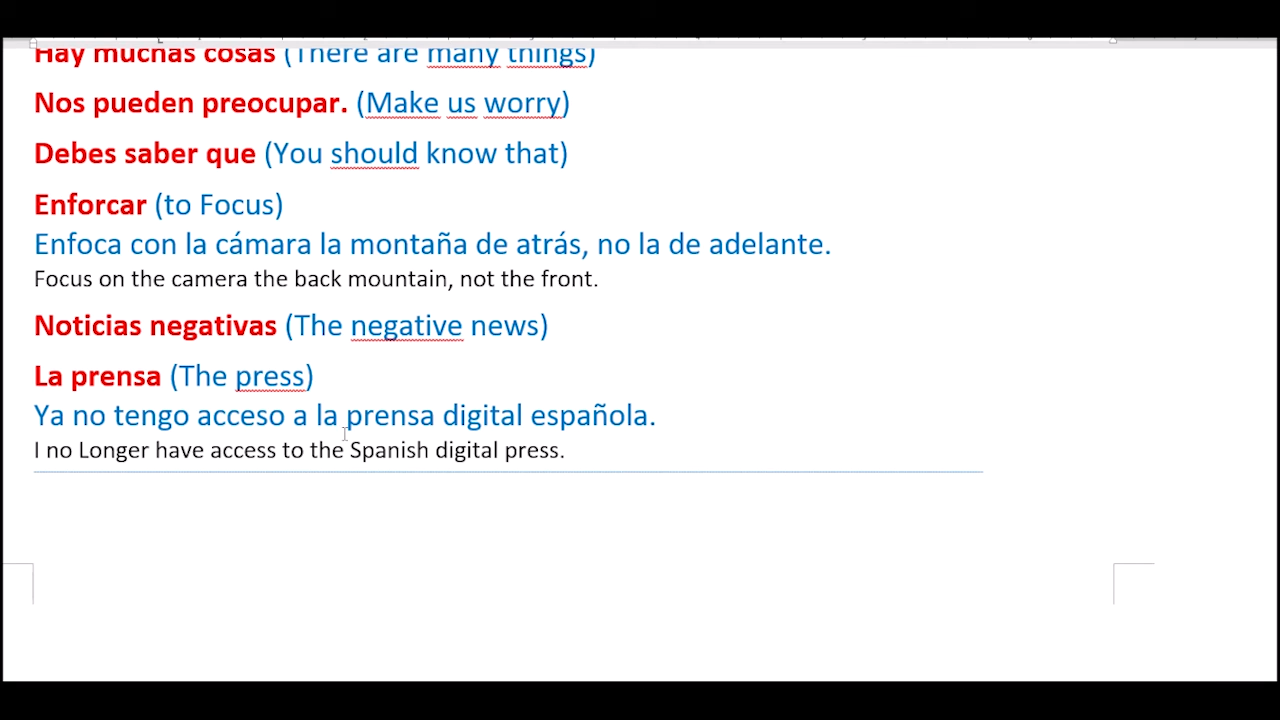 Hay muchas cosas (There are many things)
Nos pueden preocupar. (Make us worry)
Debes saber que (You should know that)
Enforcar (to Focus)
Enfoca con la cámara la montaña de atrás, no la de adelante.
Focus on the camera the back mountain, not the front.
Noticias negativas (The negative news)
La prensa (The press)
Ya no tengo acceso a la prensa digital española.
I no Longer have access to the Spanish digital press.